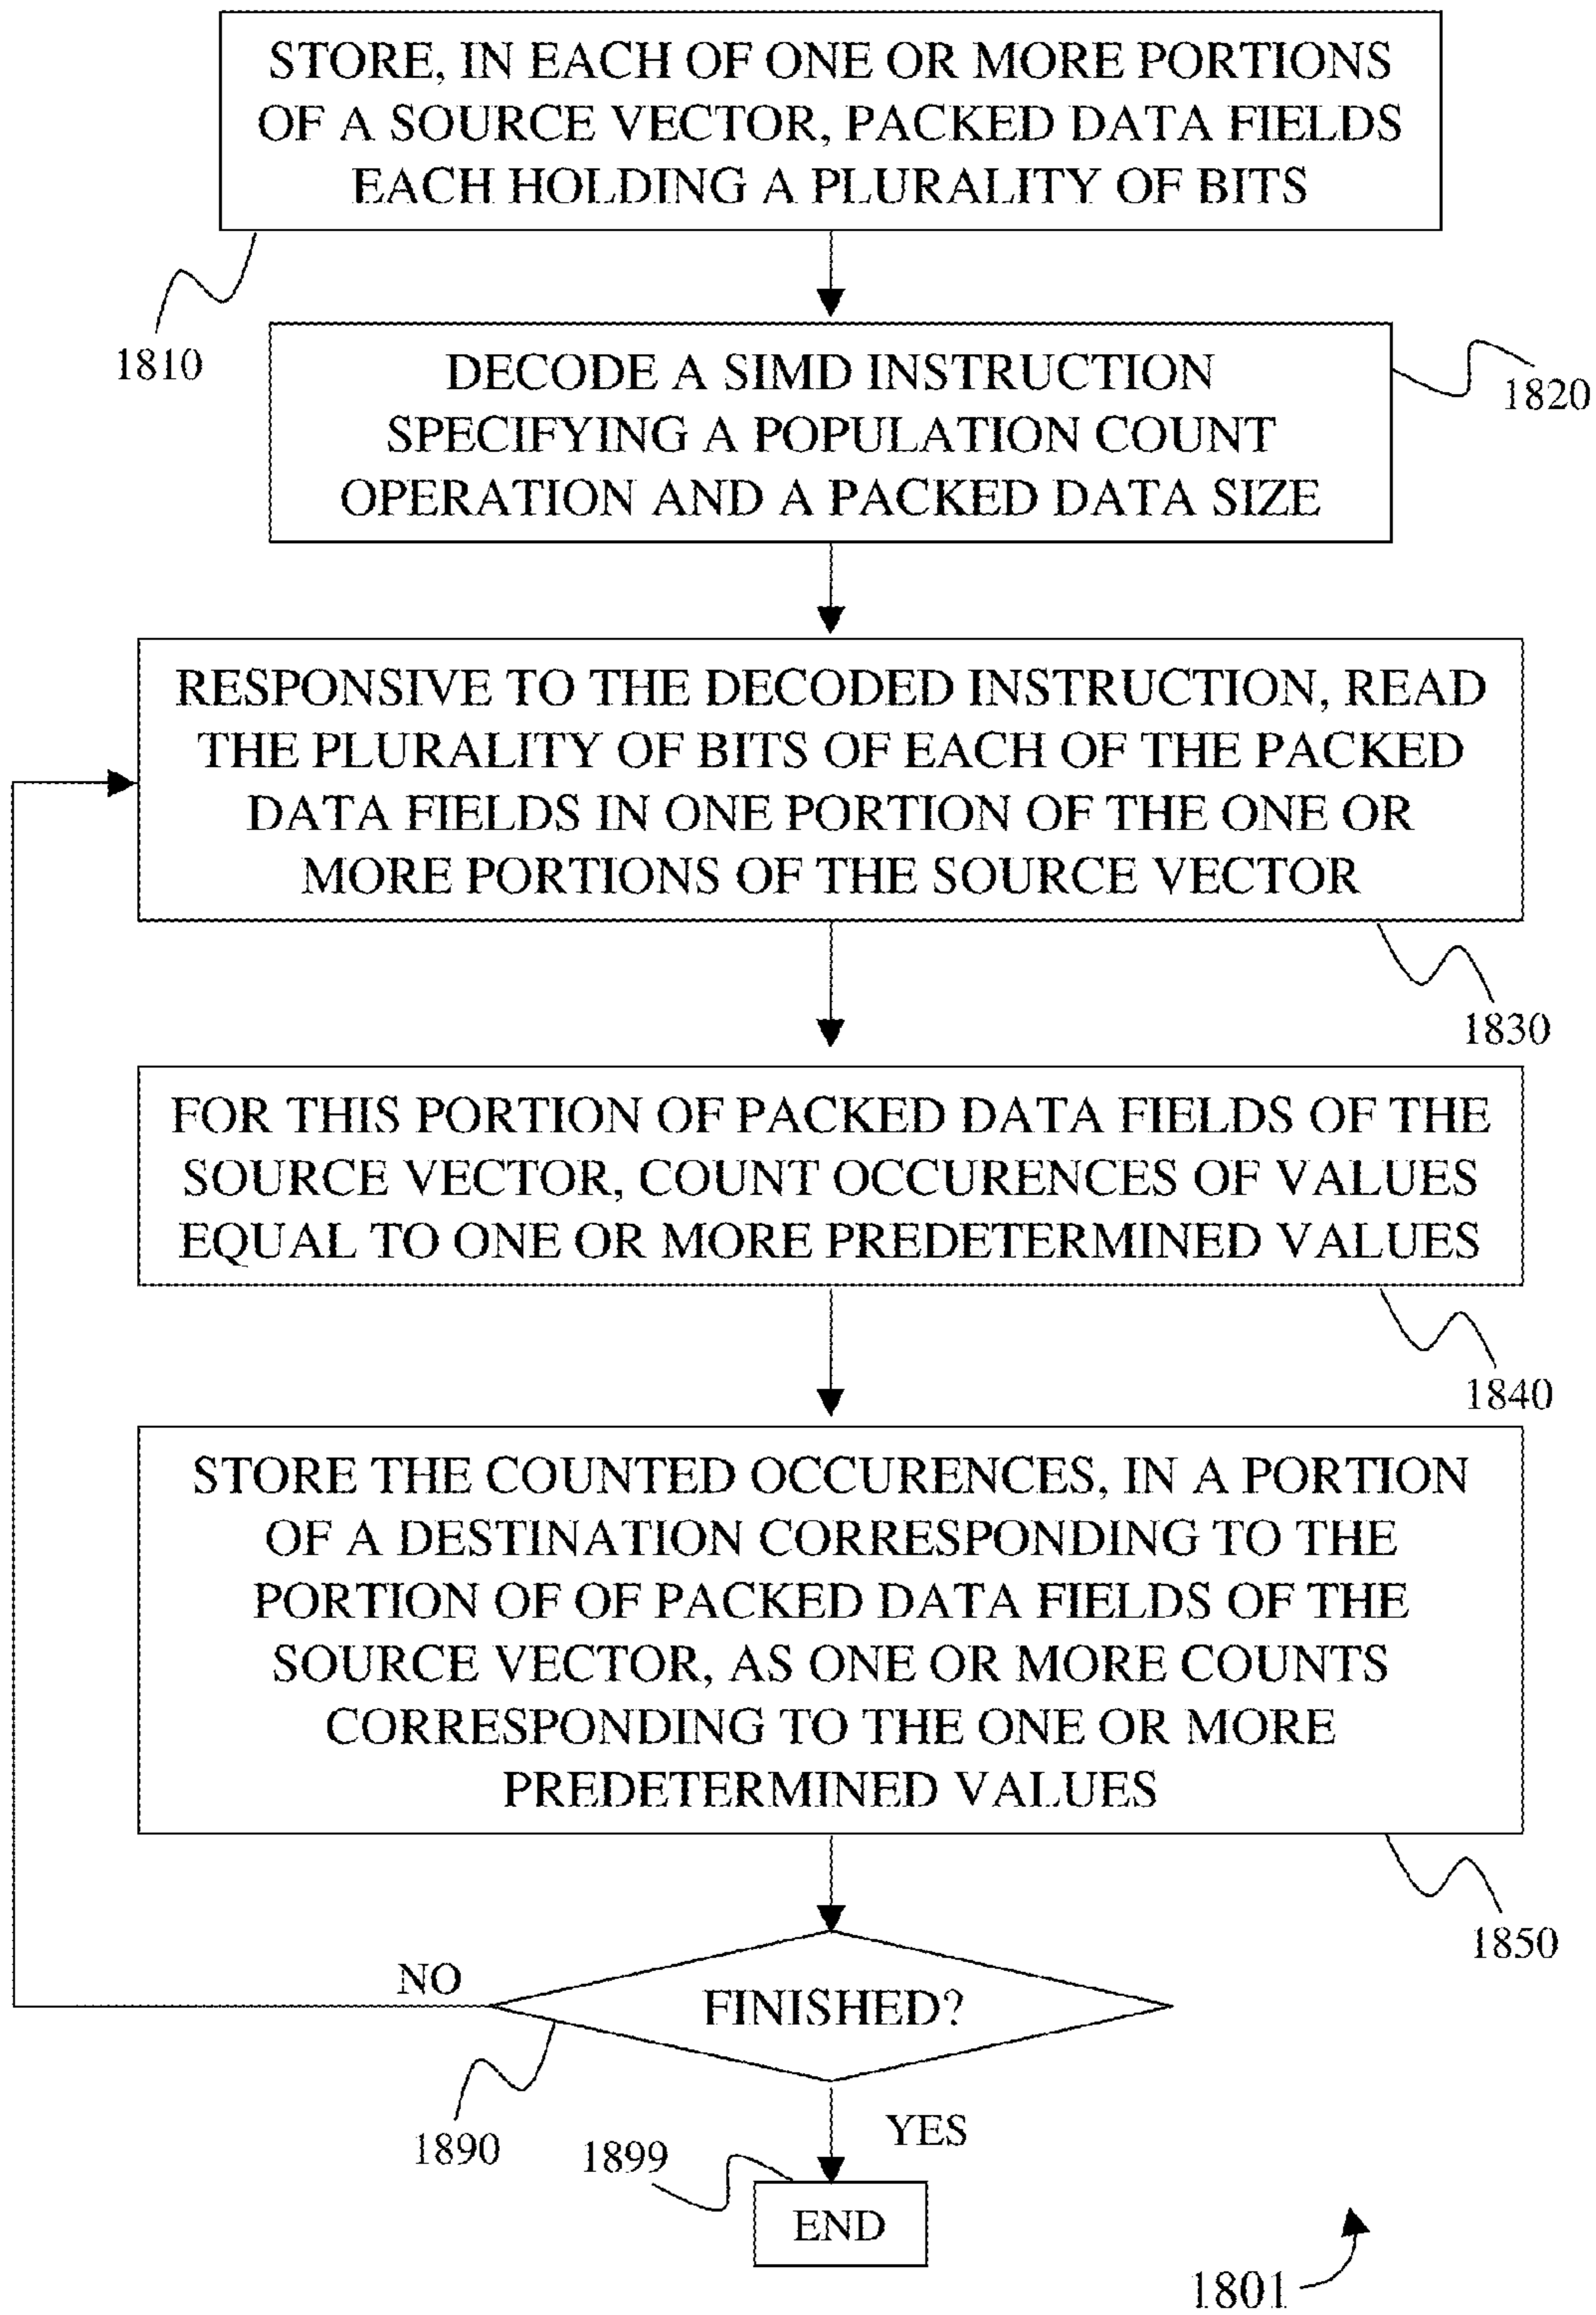 STORE, IN EACH OF ONE OR MORE PORTIONS
OF A SOURCE VECTOR, PACKED DATA FIELDS
EACH HOLDING A PLURALITY OF BITS
1810
DECODE A SIMD INSTRUCTION
SPECIFYING A POPULATION COUNT
OPERATION AND A PACKED DATA SIZE
1820
RESPONSIVE TO THE DECODED INSTRUCTION, READ
THE PLURALITY OF BITS OF EACH OF THE PACKED
DATA FIELDS IN ONE PORTION OF THE ONE OR
MORE PORTIONS OF THE SOURCE VECTOR
1830
FOR THIS PORTION OF PACKED DATA FIELDS OF THE
SOURCE VECTOR, COUNT OCCURENCES OF VALUES
EQUAL TO ONE OR MORE PREDETERMINED VALUES
1840
STORE THE COUNTED OCCURENCES, IN A PORTION
OF A DESTINATION CORRESPONDING TO THE
PORTION OF OF PACKED DATA FIELDS OF THE
SOURCE VECTOR, AS ONE OR MORE COUNTS
CORRESPONDING TO THE ONE OR MORE
PREDETERMINED VALUES
1850
NO
FINISHED?
1890
YES
1899
END
1801